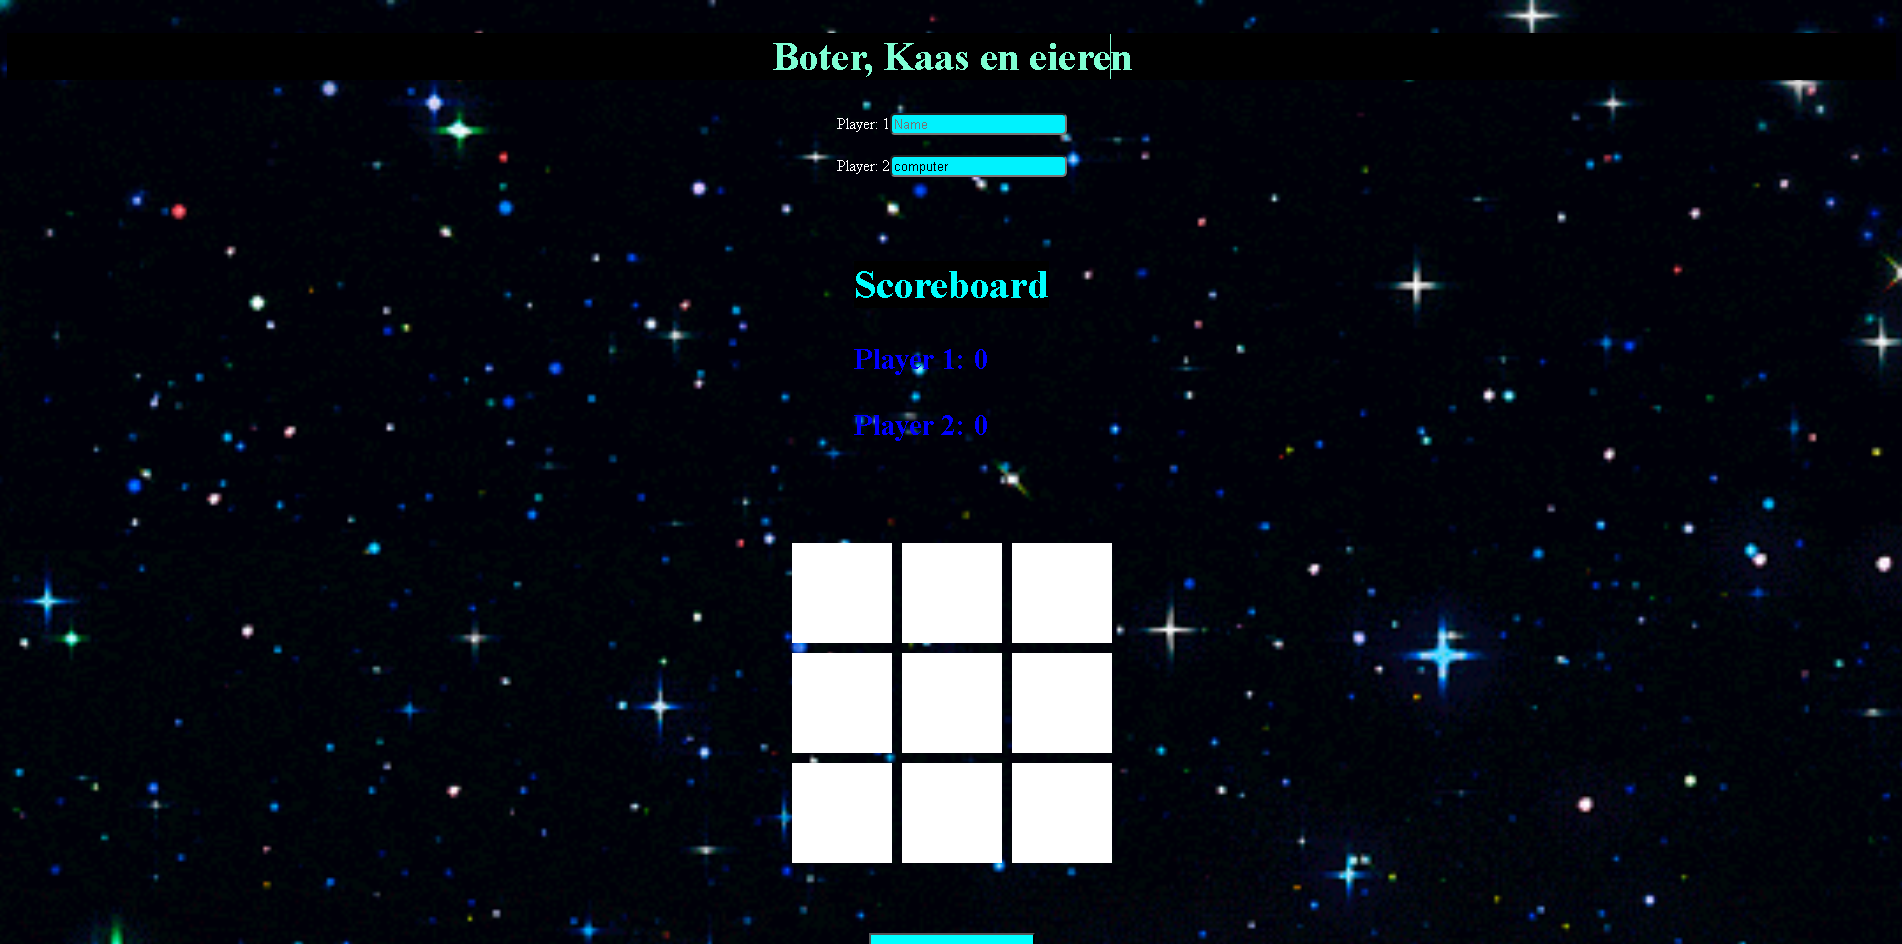 Boter, Kaas en eieren
Player: 1 Name
Player: 2 computer
Scoreboard
Player 1: 0
Player 2: 0